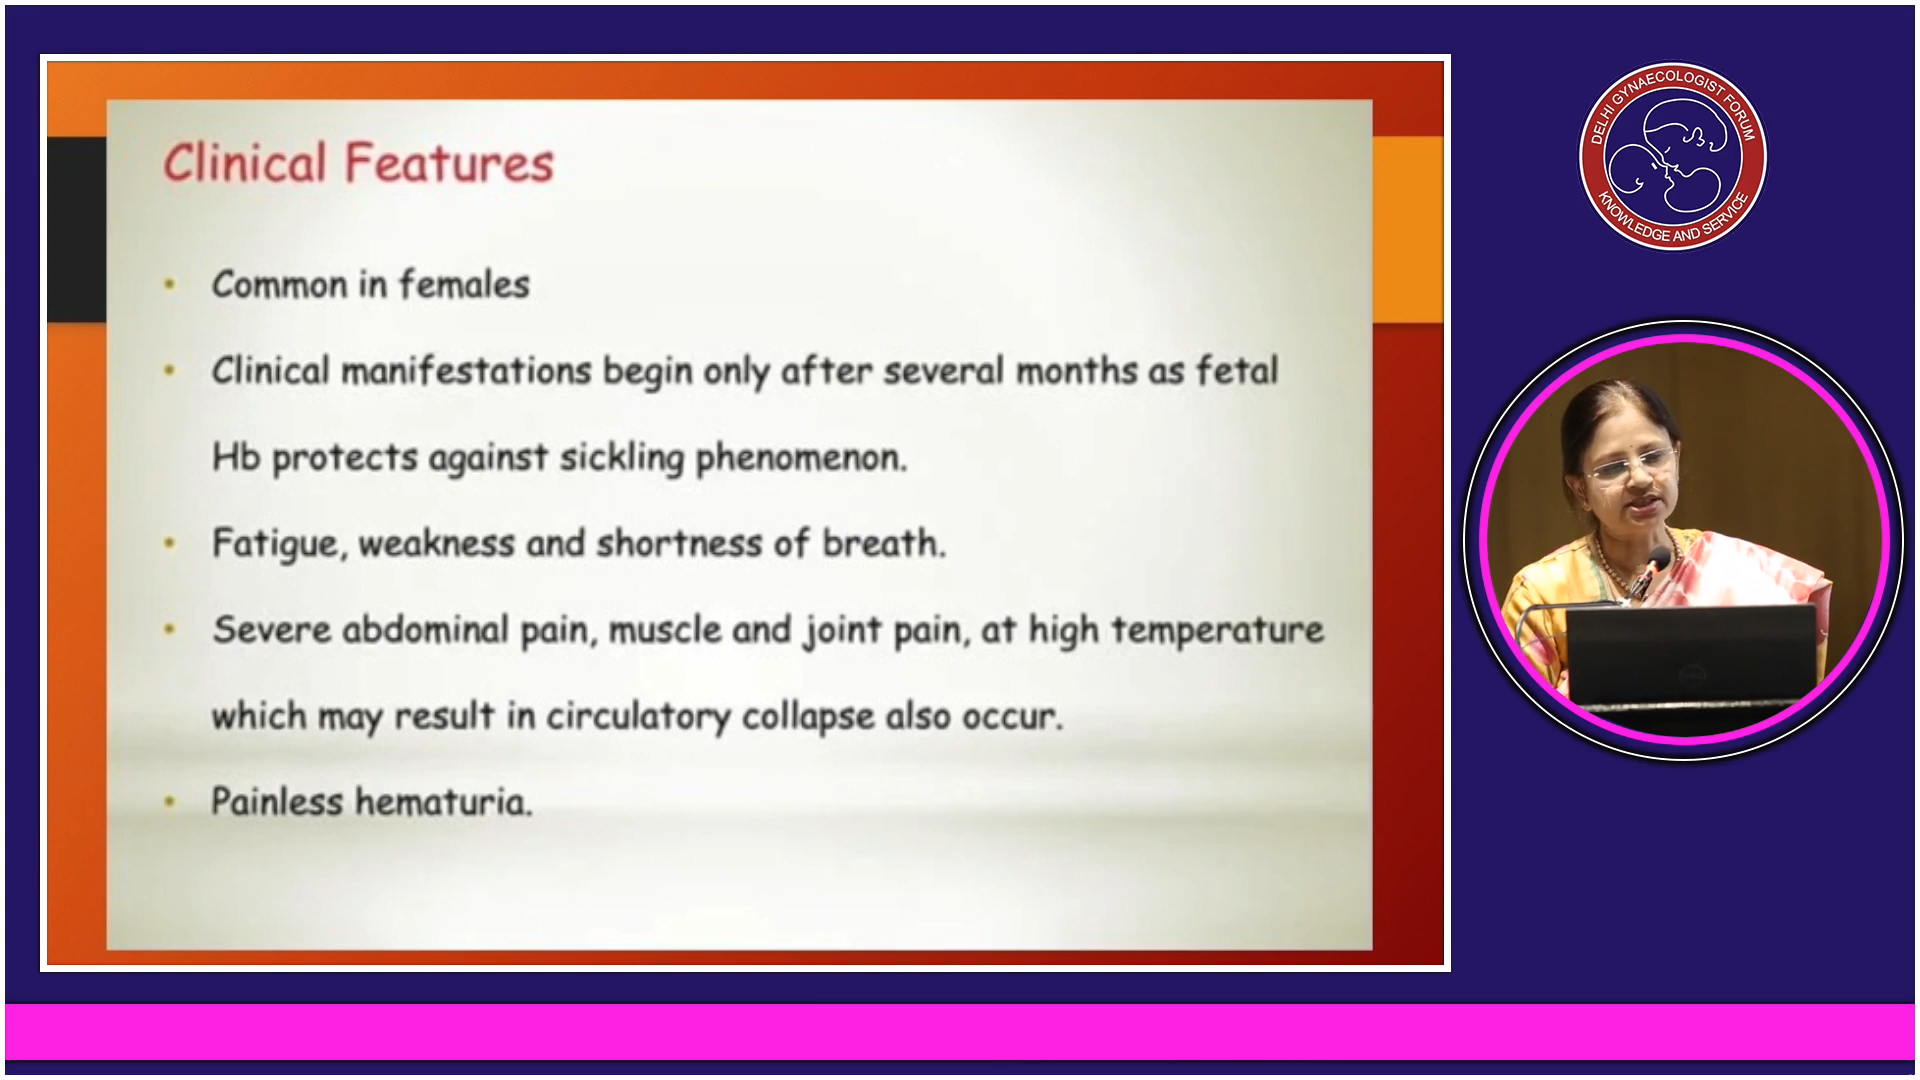 Clinical Features
• Common in females
• Clinical manifestations begin only after several months as fetal
Hb protects against sickling phenomenon.
• Fatigue, weakness and shortness of breath.
• Severe abdominal pain, muscle and joint pain, at high temperature
which may result in circulatory collapse also occur.
• Painless hematuria.
DELHI GYNAECOLOGIST FORUM
KNOWLEDGE AND SERVICE